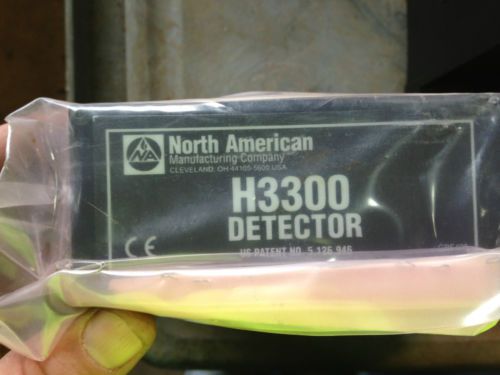 North American
Manufacturing Company
CLEVELAND, OH 44105-5600 USA
H3300
DETECTOR
CE
US PATENT NO. 5,126,946